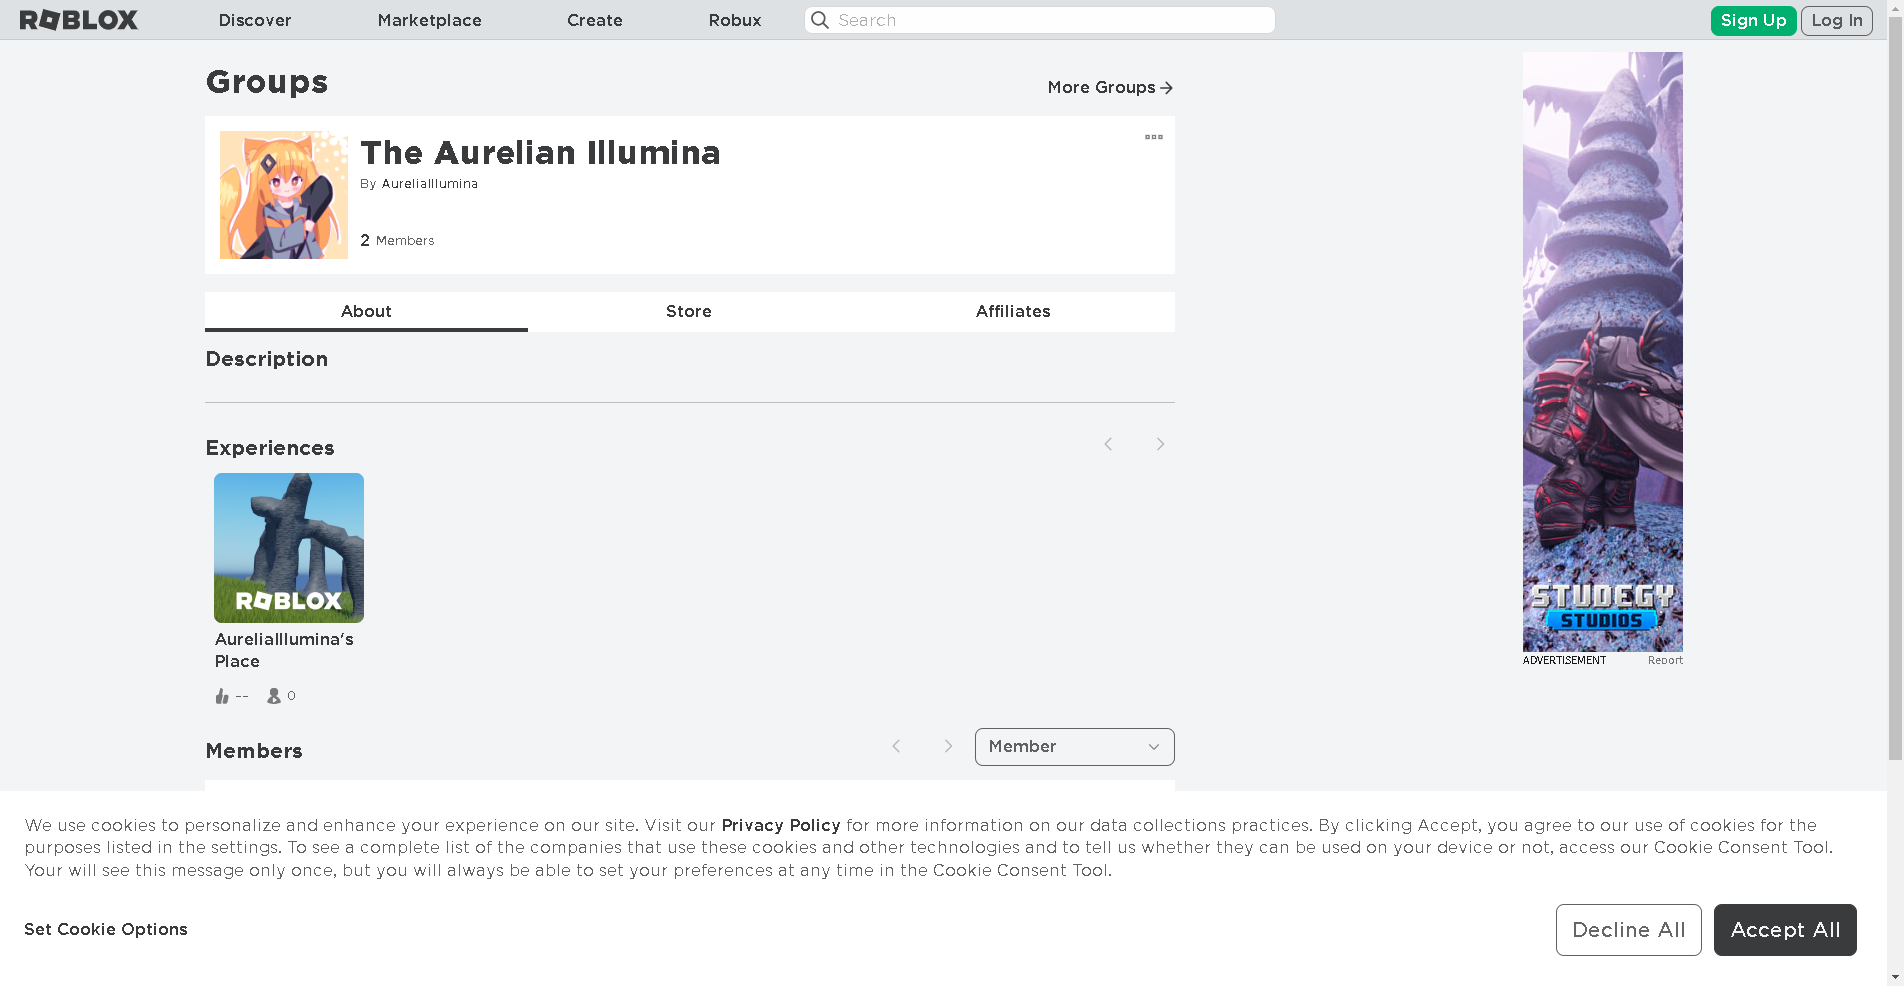 ROBLOX
Discover
Marketplace
Create
Robux
Search
Sign Up
Log In
Groups
More Groups
The Aurelian Illumina
By AureliaIllumina
2 Members
About
Store
Affiliates
Description
Experiences
ROBLOX
AureliaIllumina's
Place
--
0
STUDEGY
STUDIOS
ADVERTISEMENT
Report
Members
Member
We use cookies to personalize and enhance your experience on our site. Visit our Privacy Policy for more information on our data collections practices. By clicking Accept, you agree to our use of cookies for the
purposes listed in the settings. To see a complete list of the companies that use these cookies and other technologies and to tell us whether they can be used on your device or not, access our Cookie Consent Tool.
Your will see this message only once, but you will always be able to set your preferences at any time in the Cookie Consent Tool.
Set Cookie Options
Decline All
Accept All